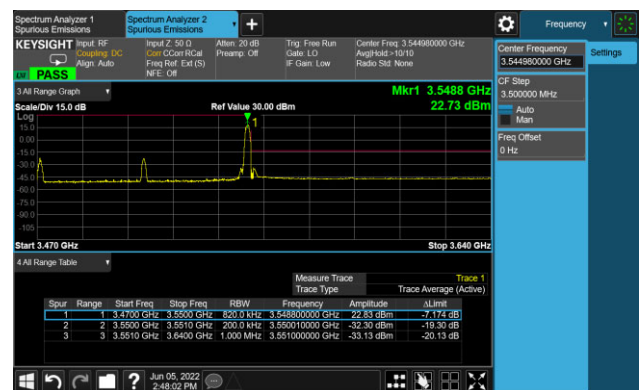 Spectrum Analyzer 1
Spurious Emissions
Spectrum Analyzer 2
Spurious Emissions
Frequency
KEYSIGHT
Input: RF
Coupling: DC
Align: Auto
Input Z: 50 Ω
Corr CCorr RCal
Freq Ref: Ext (S)
NFE: Off
Atten: 20 dB
Preamp: Off
Trig: Free Run
Gate: LO
IF Gain: Low
Center Freq: 3.544980000 GHz
Avg|Hold:>10/10
Radio Std: None
PASS
3 All Range Graph
Scale/Div 15.0 dB
Ref Value 30.00 dBm
Mkr1 3.5488 GHz
22.73 dBm
Log
15.0
0.00
-15.0
-30.0
-45.0
-60.0
-75.0
-90.0
-105
1
Start 3.470 GHz
Stop 3.640 GHz
4 All Range Table
Measure Trace Trace 1
Trace Type Trace Average (Active)
Spur Range Start Freq Stop Freq RBW Frequency Amplitude ΔLimit
1 1 3.4700 GHz 3.5500 GHz 820.0 kHz 3.548800000 GHz 22.83 dBm -7.174 dB
2 2 3.5500 GHz 3.5510 GHz 200.0 kHz 3.550010000 GHz -32.30 dBm -19.30 dB
3 3 3.5510 GHz 3.6400 GHz 1.000 MHz 3.551000000 GHz -33.13 dBm -20.13 dB
Center Frequency
3.544980000 GHz
Settings
CF Step
3.500000 MHz
Auto
Man
Freq Offset
0 Hz
?
Jun 05, 2022
2:48:02 PM